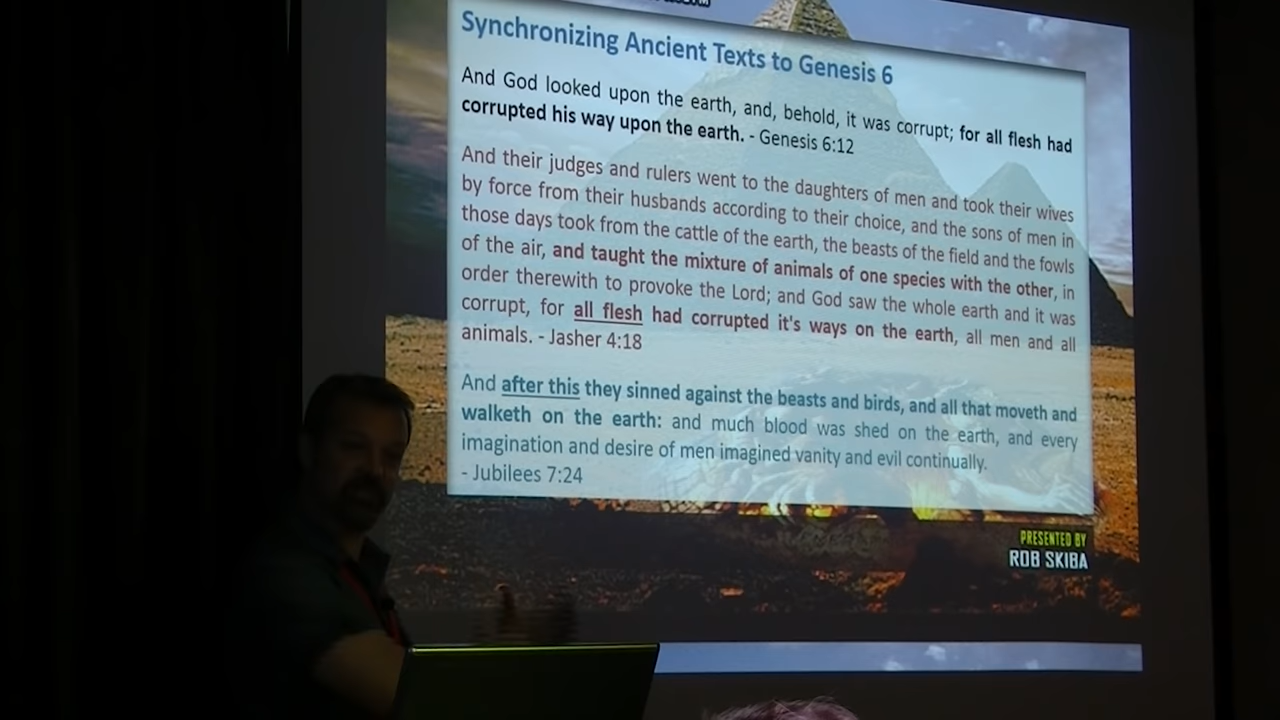 Synchronizing Ancient Texts to Genesis 6
And God looked upon the earth, and, behold, it was corrupt; for all flesh had
corrupted his way upon the earth. - Genesis 6:12
And their judges and rulers went to the daughters of men and took their wives
by force from their husbands according to their choice, and the sons of men in
those days took from the cattle of the earth, the beasts of the field and the fowls
of the air, and taught the mixture of animals of one species with the other, in
order therewith to provoke the Lord; and God saw the whole earth and it was
corrupt, for all flesh had corrupted it's ways on the earth, all men and all
animals. - Jasher 4:18
And after this they sinned against the beasts and birds, and all that moveth and
walketh on the earth: and much blood was shed on the earth, and every
imagination and desire of men imagined vanity and evil continually.
- Jubilees 7:24
PRESENTED BY
ROB SKIBA